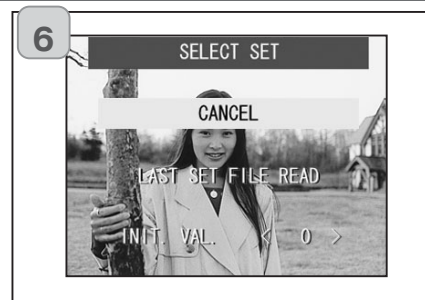 6
SELECT SET
CANCEL
LAST SET FILE READ
INIT. VAL. < 0 >